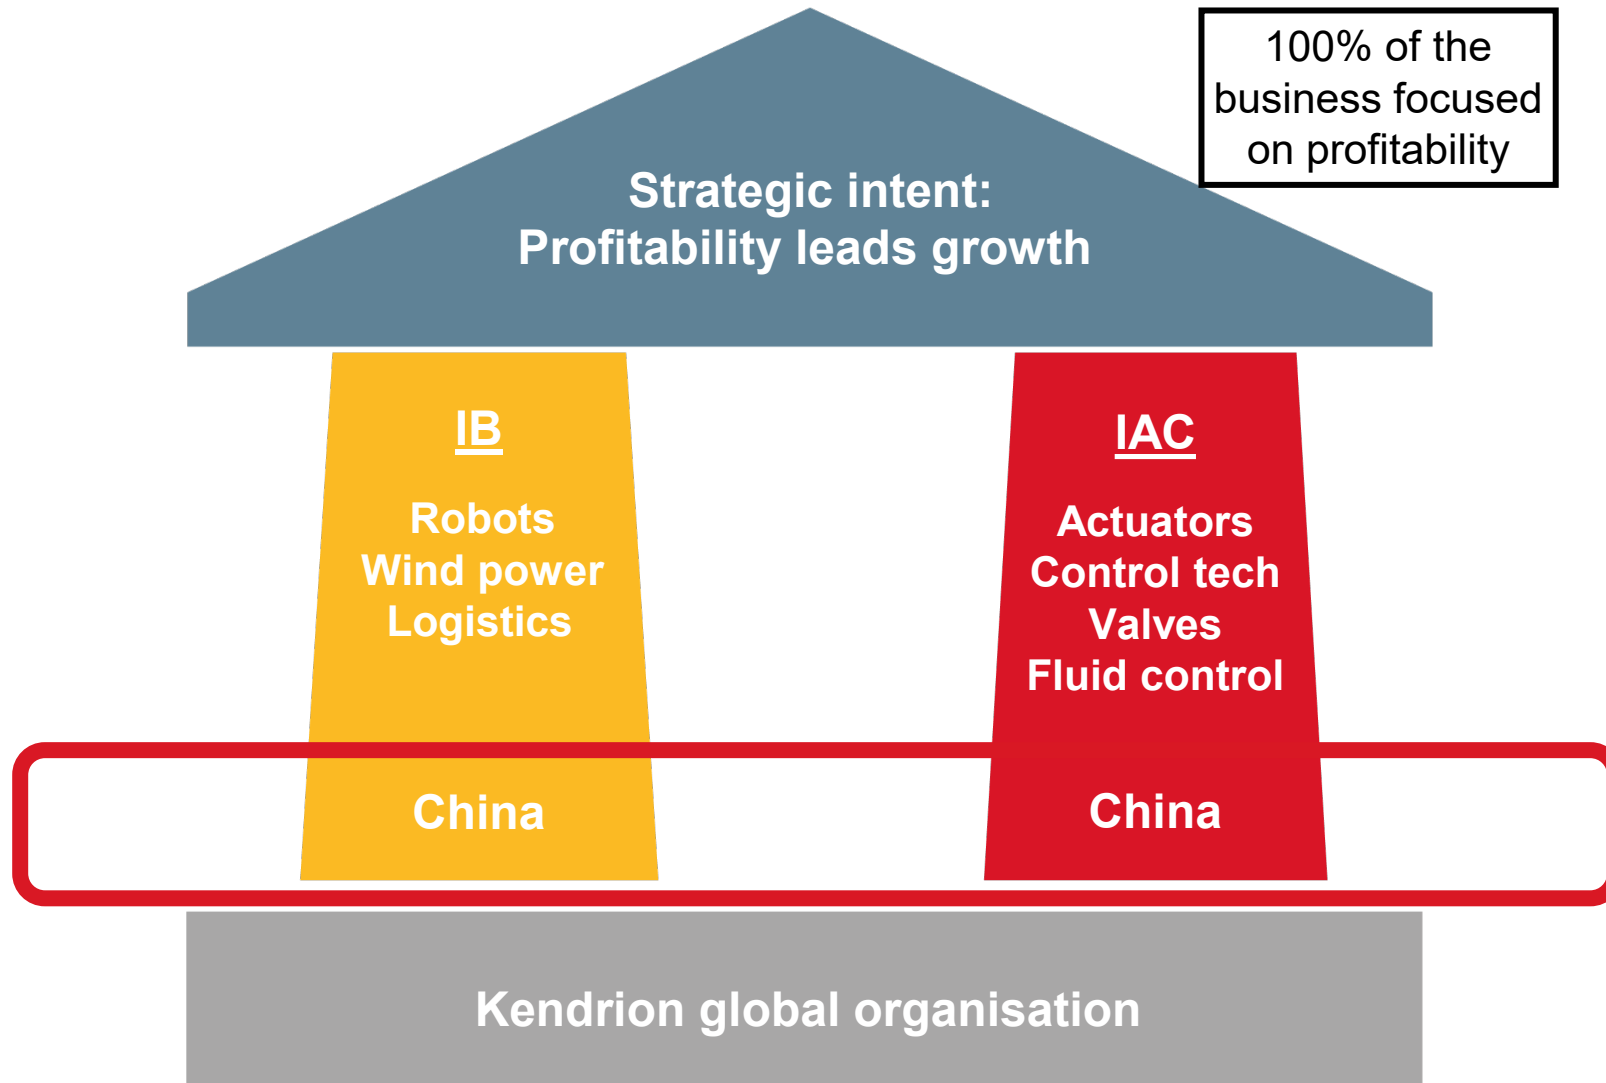 100% of the
business focused
on profitability
Strategic intent:
Profitability leads growth
IB
Robots
Wind power
Logistics
China
IAC
Actuators
Control tech
Valves
Fluid control
China
Kendrion global organisation